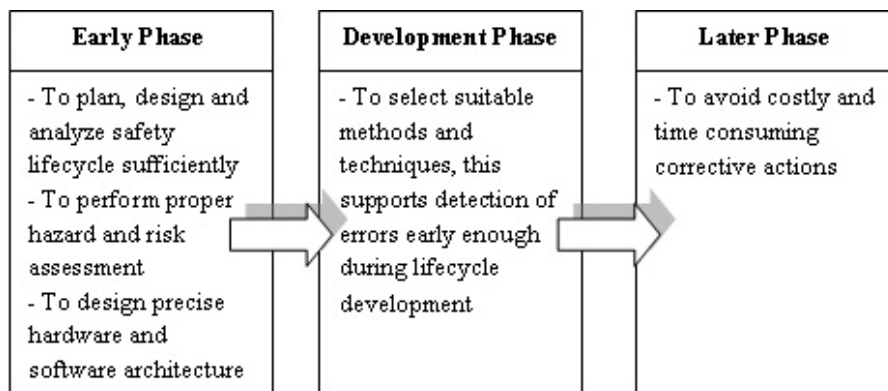 Early Phase
- To plan, design and
analyze safety
lifecycle sufficiently
- To perform proper
hazard and risk
assessment
- To design precise
hardware and
software architecture
Development Phase
- To select suitable
methods and
techniques, this
supports detection of
errors early enough
during lifecycle
development
Later Phase
- To avoid costly and
time consuming
corrective actions